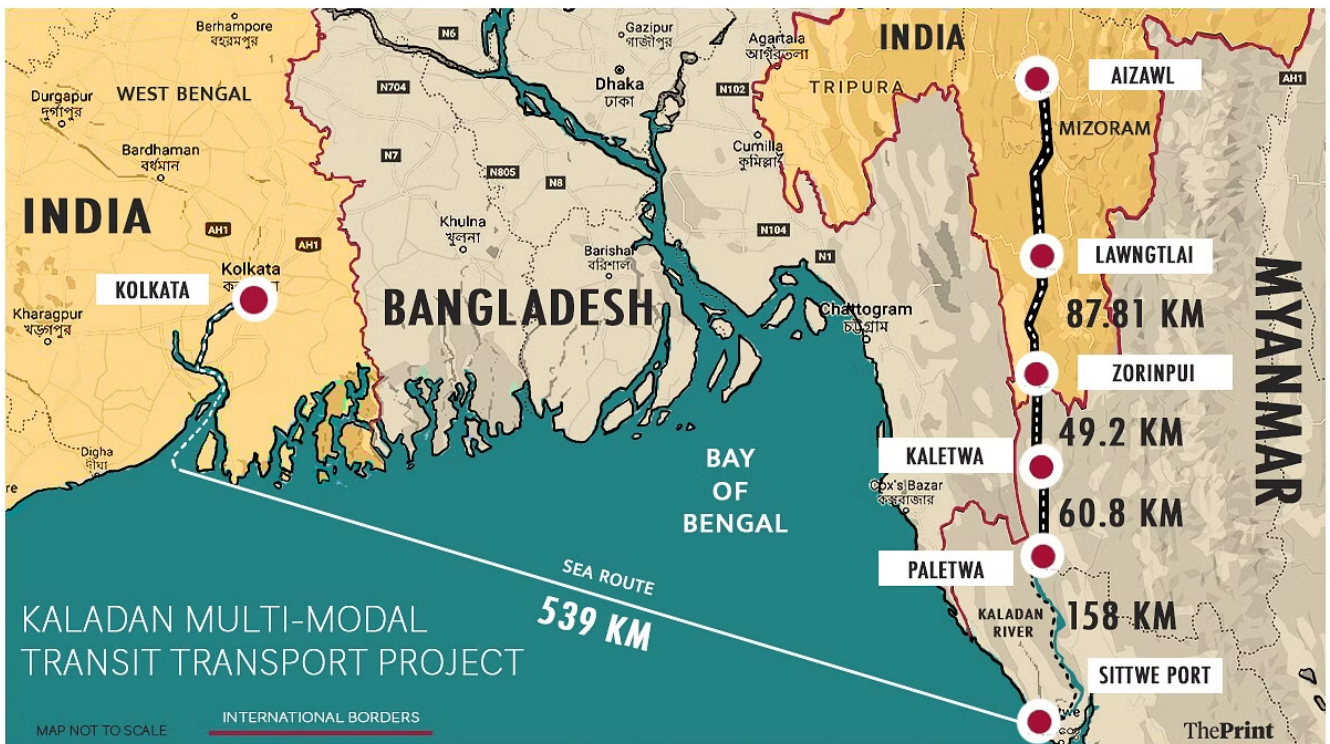 Berhampore
বহরমপুর
N6
Gazipur
গাজীপুর
Agartala
আগরতলা
INDIA
AIZAWL
AH1
Durgapur
দুর্গাপুর
WEST BENGAL
N704
Dhaka
ঢাকা
N102
TRIPURA
MIZORAM
Bardhaman
বর্ধমান
N7
N805
N8
Cumilla
কুমিল্লা
INDIA
AH1
AH1
Khulna
খুলনা
Barishal
বরিশাল
N104
N1
LAWNGTLAI
KOLKATA
Kolkata
BANGLADESH
Kharagpur
খড়্গপুর
Chattogram
চট্টগ্রাম
87.81 KM
MYANMAR
ZORINPUI
49.2 KM
Digha
দীঘা
re
BAY
OF
BENGAL
KALETWA
Cox's Bazar
কক্সবাজার
60.8 KM
PALETWA
SEA ROUTE
539 KM
KALADAN
RIVER
158 KM
KALADAN MULTI-MODAL
TRANSIT TRANSPORT PROJECT
SITTWE PORT
INTERNATIONAL BORDERS
MAP NOT TO SCALE
ThePrint